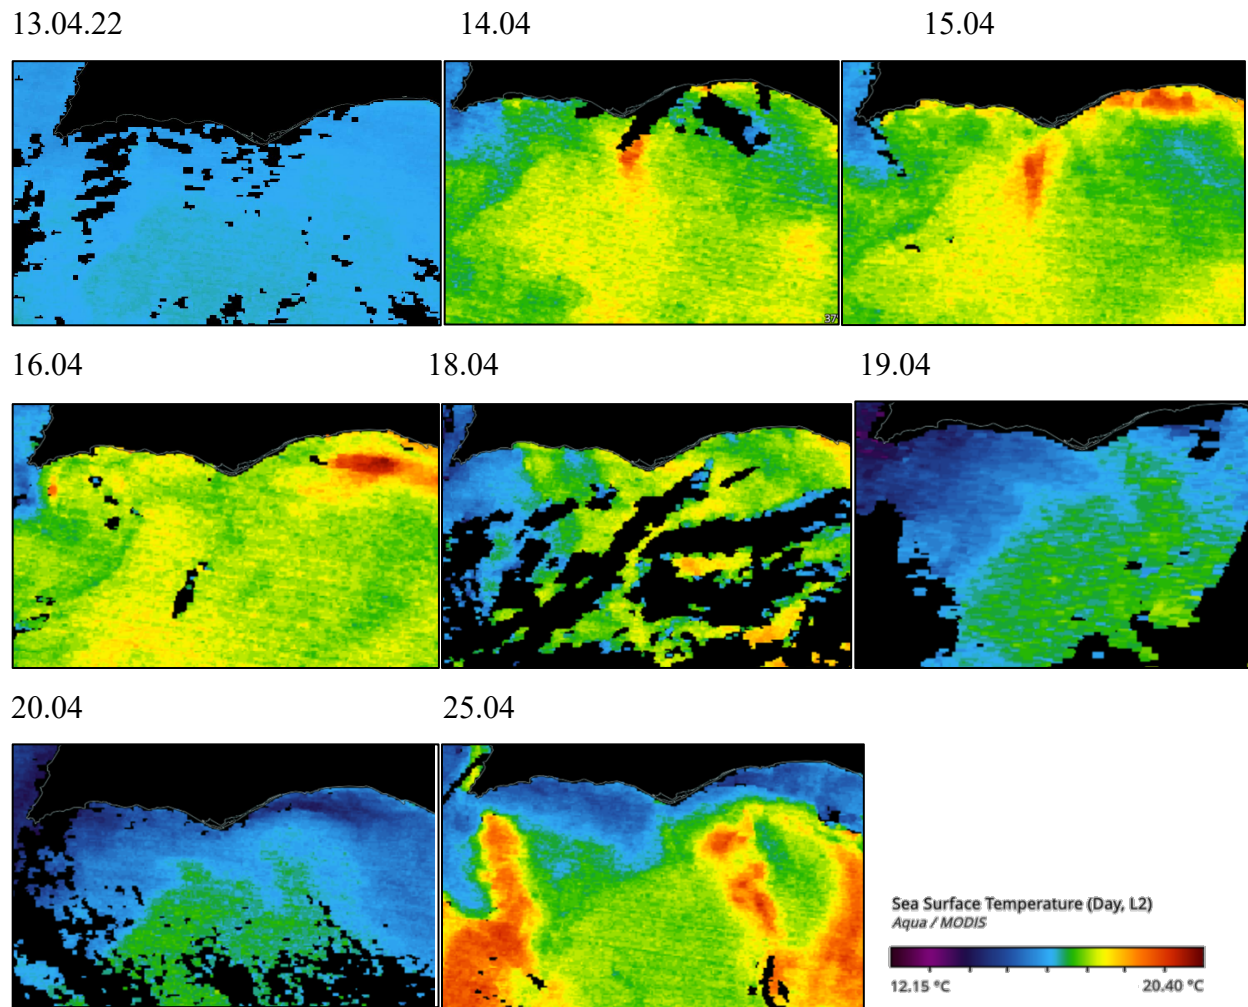 13.04.22
14.04
15.04
37
16.04
18.04
19.04
20.04
25.04
Sea Surface Temperature (Day, L2)
Aqua / MODIS
12.15 °C
20.40 °C